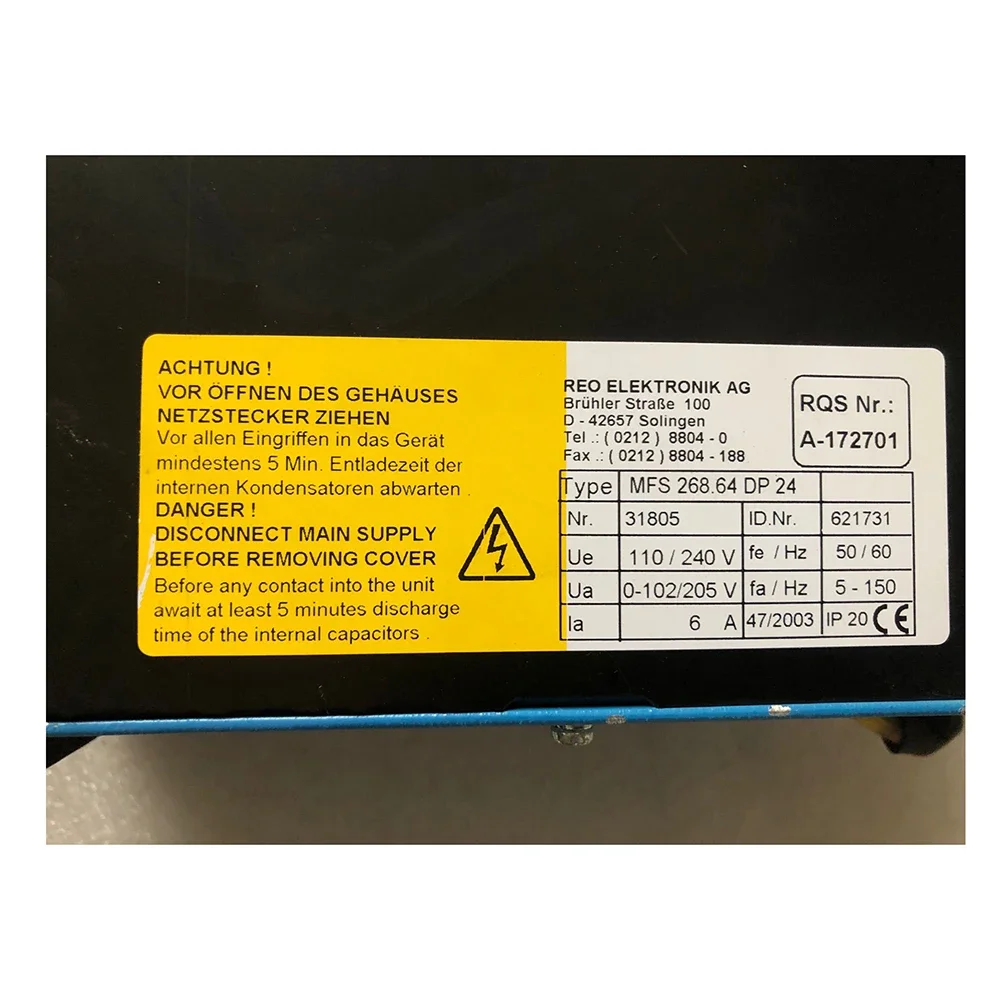 ACHTUNG !
VOR ÖFFNEN DES GEHÄUSES
NETZSTECKER ZIEHEN
Vor allen Eingriffen in das Gerät
mindestens 5 Min. Entladezeit der
internen Kondensatoren abwarten .
DANGER !
DISCONNECT MAIN SUPPLY
BEFORE REMOVING COVER
Before any contact into the unit
await at least 5 minutes discharge
time of the internal capacitors .
REO ELEKTRONIK AG
Brühler Straße 100
D - 42657 Solingen
Tel .: ( 0212 ) 8804 - 0
Fax .: ( 0212 ) 8804 - 188
RQS Nr.:
A-172701
Type MFS 268.64 DP 24
Nr. 31805 ID.Nr. 621731
Ue 110 / 240 V fe / Hz 50 / 60
Ua 0-102/205 V fa / Hz 5 - 150
Ia 6 A 47/2003 IP 20 CE